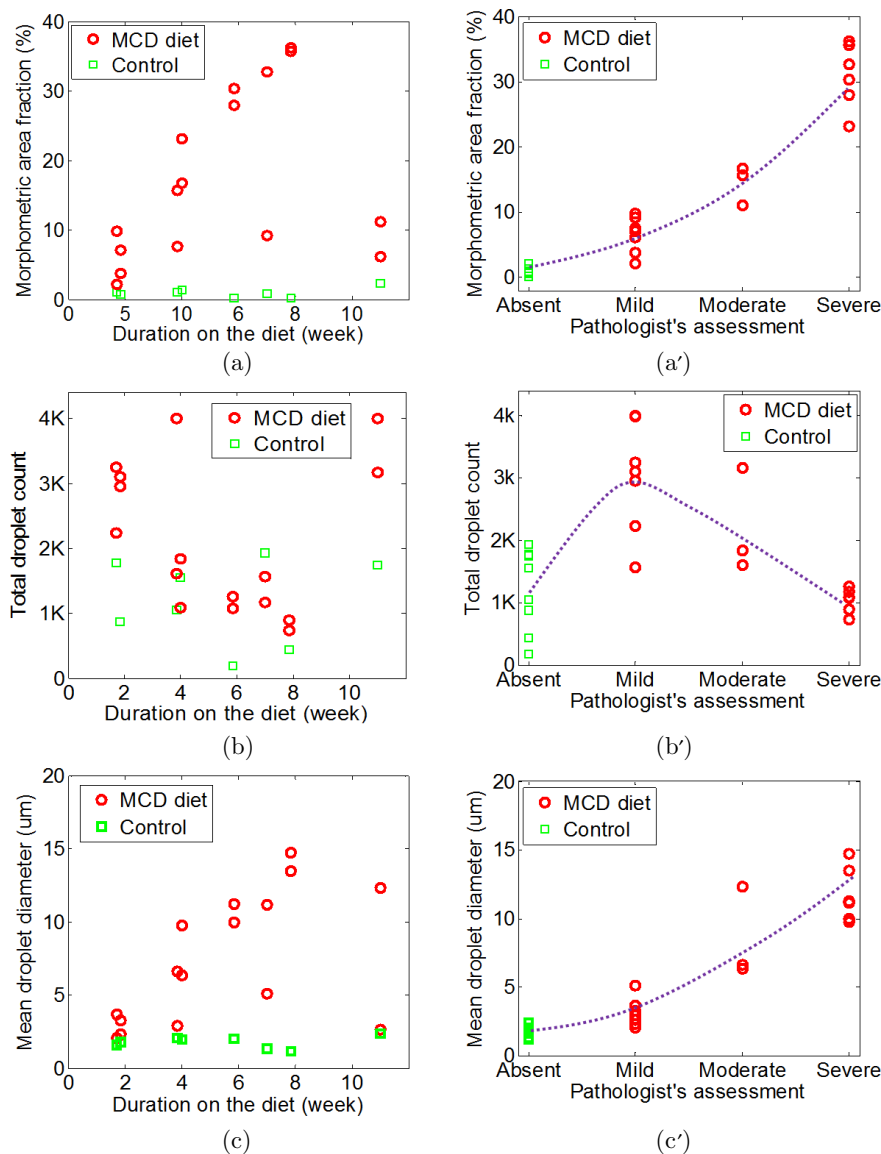 Morphometric area fraction (%)
40
30
20
10
0
MCD diet
Control
0 5 10 6 8 10
Duration on the diet (week)
(a)
Morphometric area fraction (%)
40
30
20
10
0
MCD diet
Control
Absent Mild Moderate Severe
Pathologist's assessment
(a′)
Total droplet count
4K
3K
2K
1K
0
MCD diet
Control
0 2 4 6 8 10
Duration on the diet (week)
(b)
Total droplet count
4k
3k
2K
1K
0
MCD diet
Control
Absent Mild Moderate Severe
Pathologist's assessment
(b′)
Mean droplet diameter (um)
20
15
10
5
0
MCD diet
Control
0 2 4 6 8 10
Duration on the diet (week)
(c)
Mean droplet diameter (um)
20
15
10
5
0
MCD diet
Control
Absent Mild Moderate Severe
Pathologist's assessment
(c′)